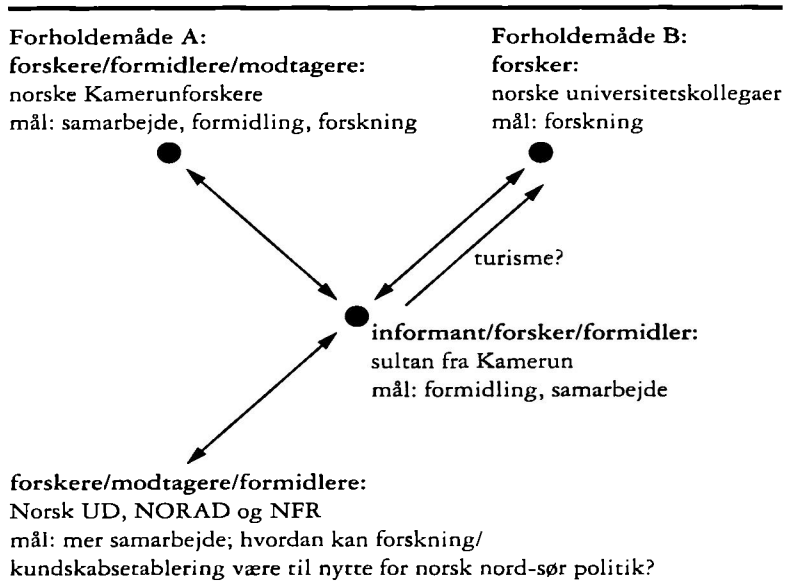 Forholdemåde A:
forskere/formidlere/modtagere:
norske Kamerunforskere
mål: samarbejde, formidling, forskning
Forholdemåde B:
forsker:
norske universitetskollegaer
mål: forskning
turisme?
informant/forsker/formidler:
sultan fra Kamerun
mål: formidling, samarbejde
forskere/modtagere/formidlere:
Norsk UD, NORAD og NFR
mål: mer samarbejde; hvordan kan forskning/
kundskabsetablering være til nytte for norsk nord-sør politik?